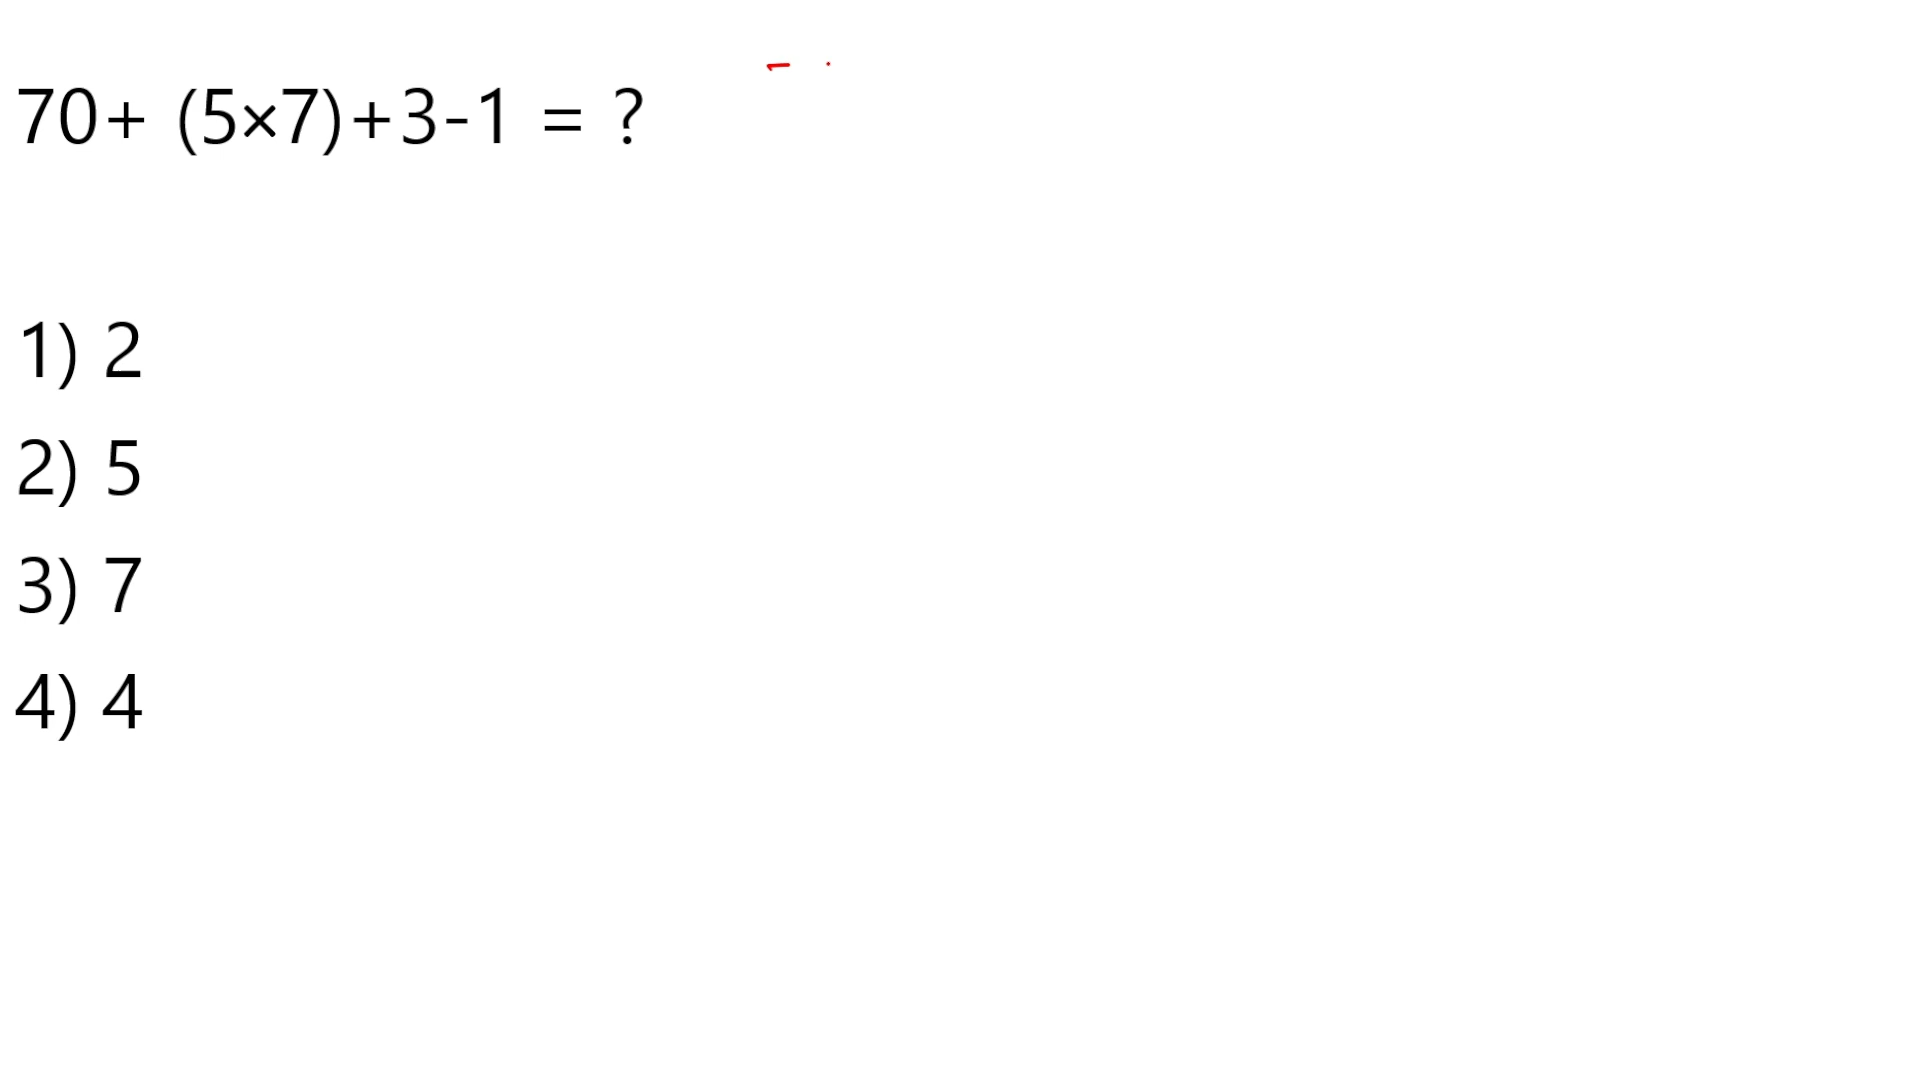 70+ (5×7)+3-1 = ?
1) 2
2) 5
3) 7
4) 4